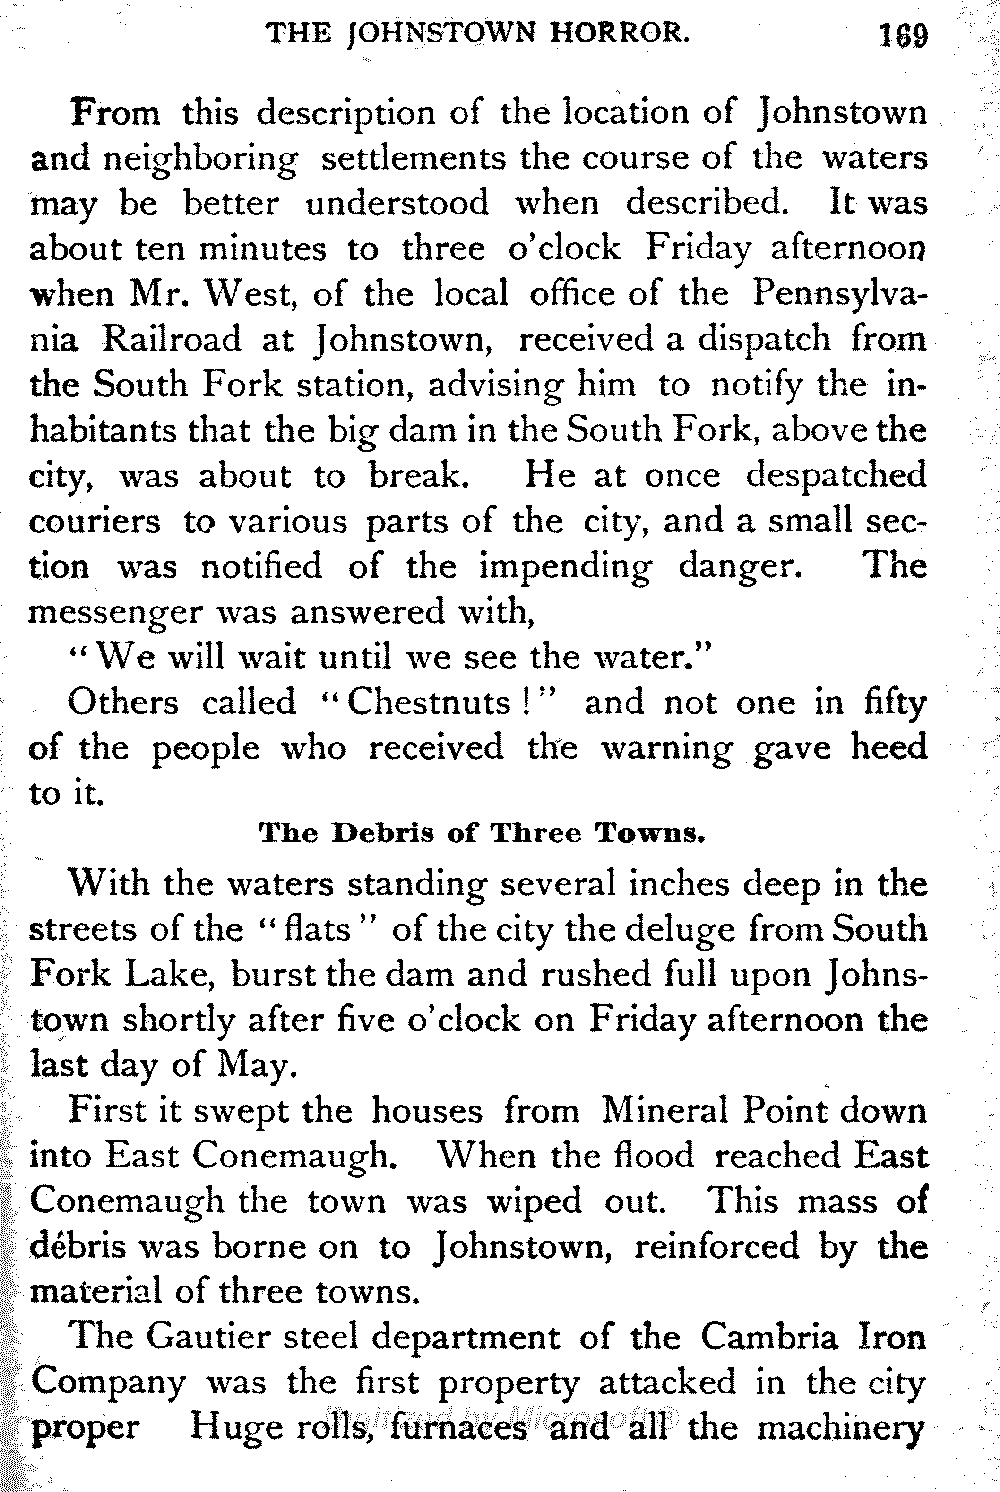 THE JOHNSTOWN HORROR. 169
From this description of the location of Johnstown
and neighboring settlements the course of the waters
may be better understood when described. It was
about ten minutes to three o'clock Friday afternoon
when Mr. West, of the local office of the Pennsylva-
nia Railroad at Johnstown, received a dispatch from
the South Fork station, advising him to notify the in-
habitants that the big dam in the South Fork, above the
city, was about to break. He at once despatched
couriers to various parts of the city, and a small sec-
tion was notified of the impending danger. The
messenger was answered with,
"We will wait until we see the water."
Others called "Chestnuts!" and not one in fifty
of the people who received the warning gave heed
to it.
The Debris of Three Towns.
With the waters standing several inches deep in the
streets of the "flats" of the city the deluge from South
Fork Lake, burst the dam and rushed full upon Johns-
town shortly after five o'clock on Friday afternoon the
last day of May.
First it swept the houses from Mineral Point down
into East Conemaugh. When the flood reached East
Conemaugh the town was wiped out. This mass of
débris was borne on to Johnstown, reinforced by the
material of three towns.
The Gautier steel department of the Cambria Iron
Company was the first property attacked in the city
proper Huge rolls, furnaces and all the machinery